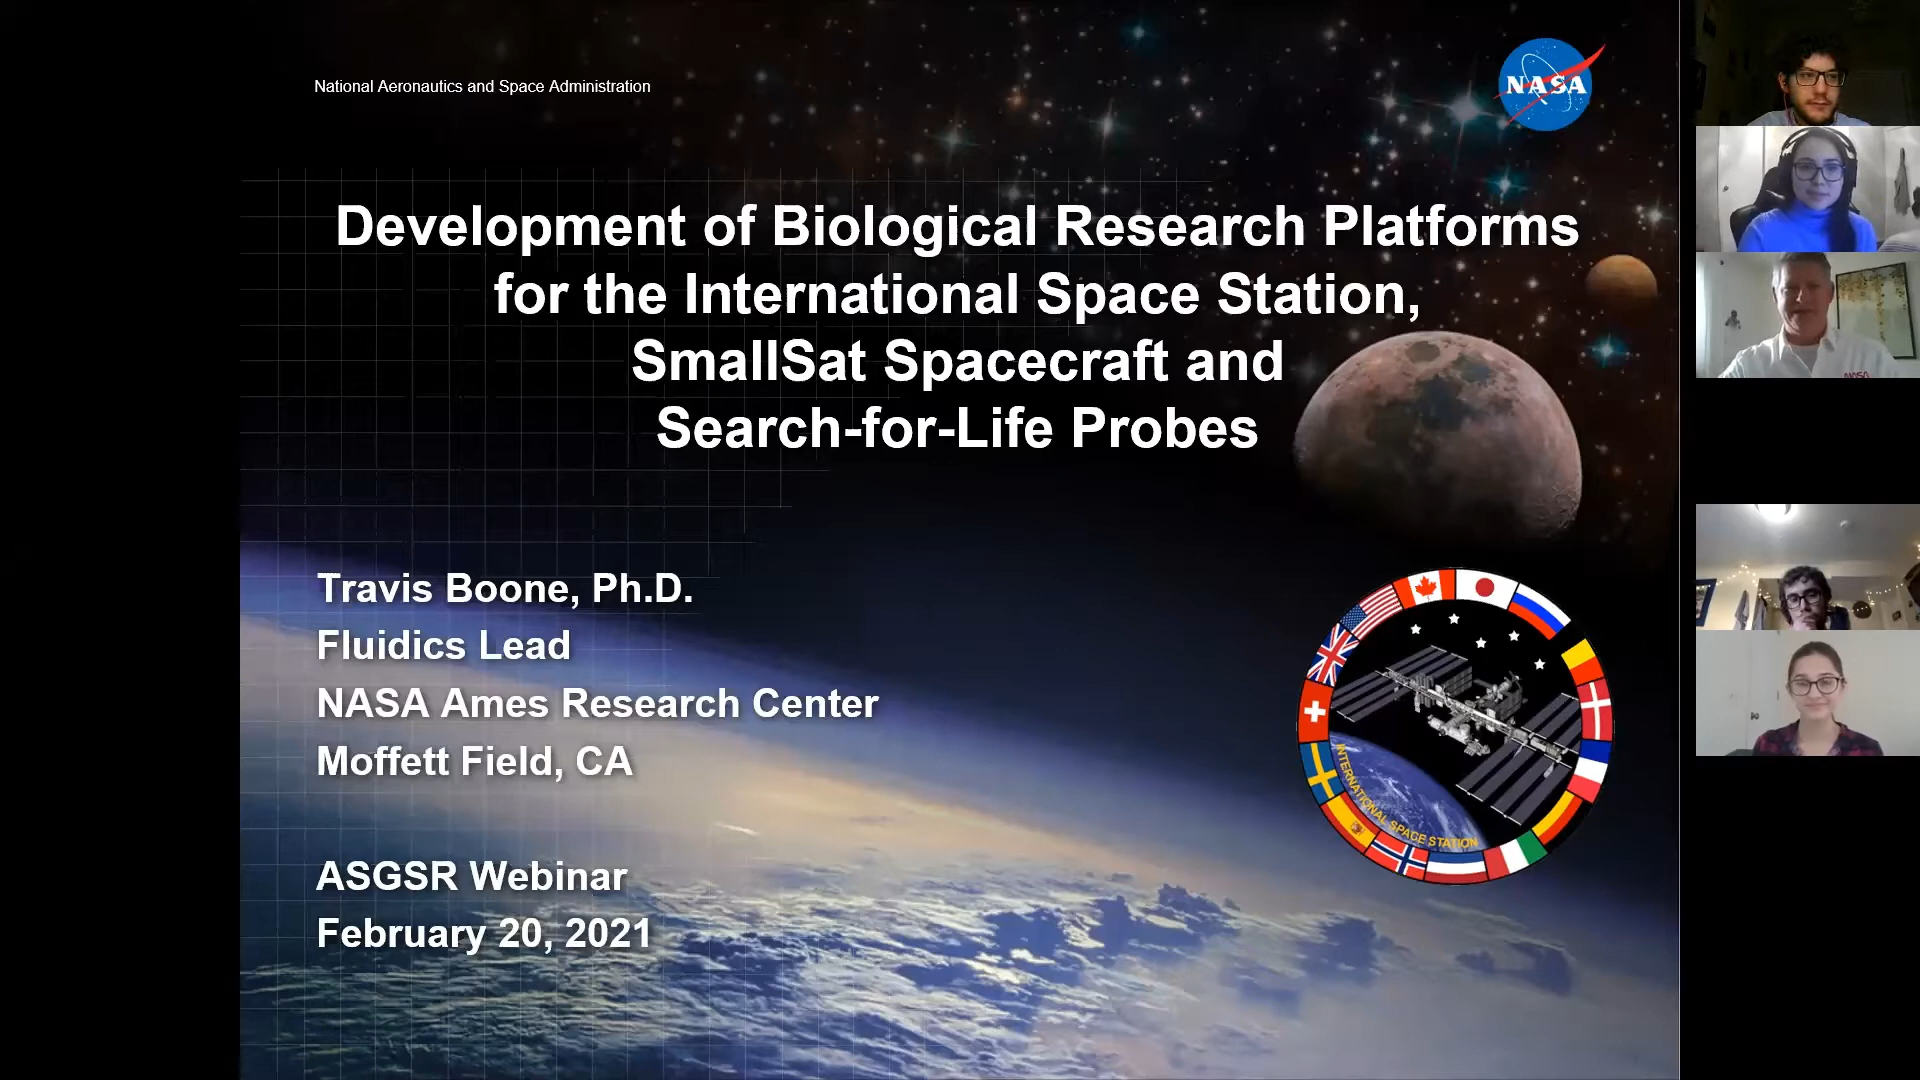 National Aeronautics and Space Administration
NASA
Development of Biological Research Platforms
for the International Space Station,
SmallSat Spacecraft and
Search-for-Life Probes
Travis Boone, Ph.D.
Fluidics Lead
NASA Ames Research Center
Moffett Field, CA
ASGSR Webinar
February 20, 2021
INTERNATIONAL SPACE STATION
NASA